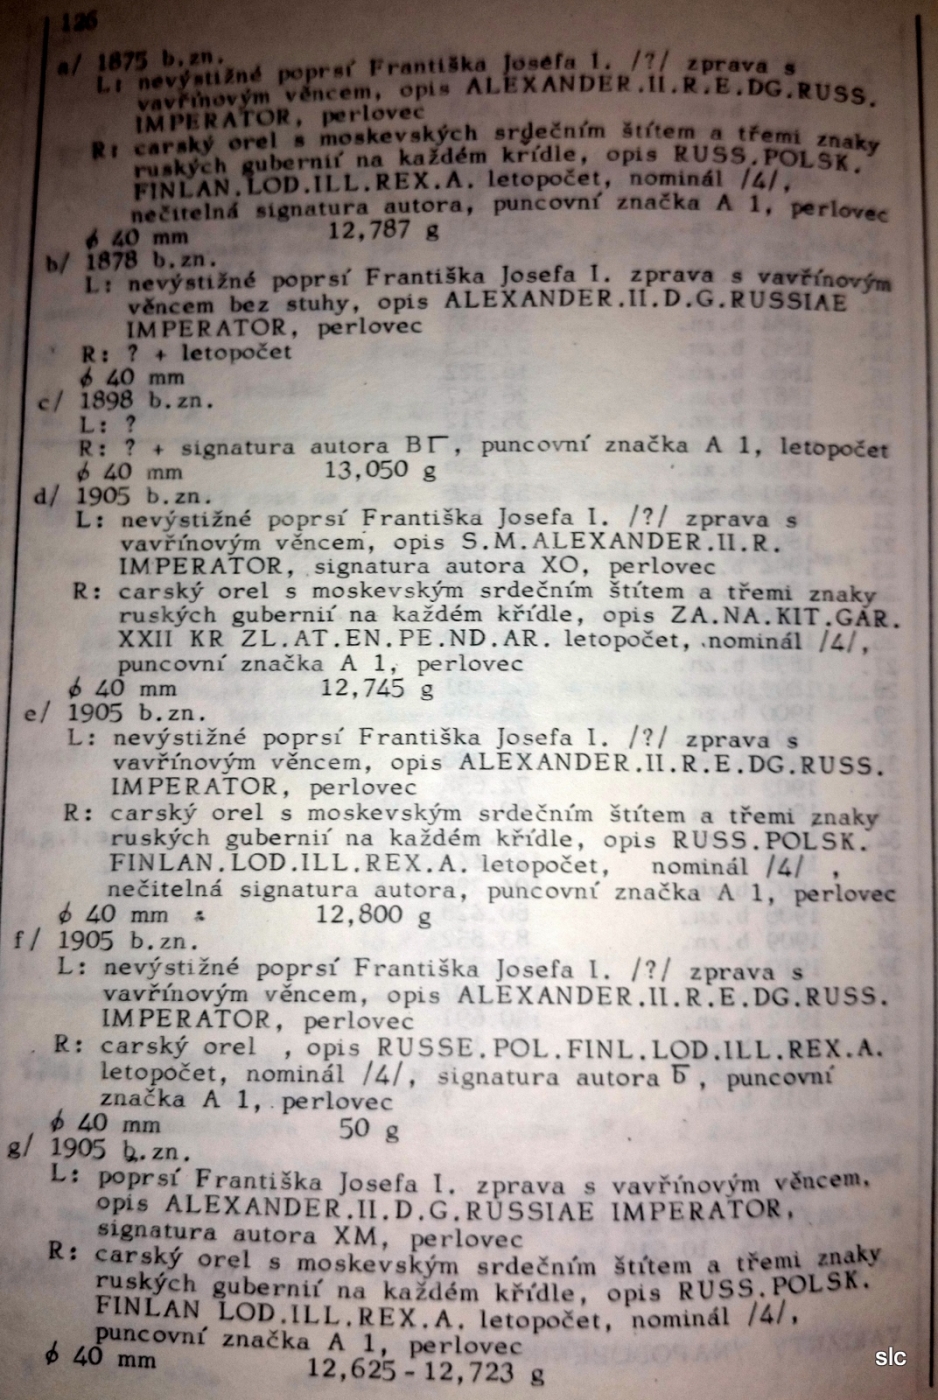 126
a/ 1875 b.zn.
L: nevýstižné poprsí Františka Josefa I. /?/ zprava s
vavřínovým věncem, opis ALEXANDER.II.R.E.DG.RUSS.
IMPERATOR, perlovec
R: carský orel s moskevských srdečním štítem a třemi znaky
ruských gubernií na každém krídle, opis RUSS.POLSK.
FINLAN.LOD.ILL.REX.A. letopočet, nominál /4/,
nečitelná signatura autora, puncovní značka A 1, perlovec
ϕ 40 mm 12,787 g
b/ 1878 b.zn.
L: nevýstižné poprsí Františka Josefa I. zprava s vavřínovým
věncem bez stuhy, opis ALEXANDER.II.D.G.RUSSIAE
IMPERATOR, perlovec
R: ? + letopočet
ϕ 40 mm
c/ 1898 b.zn.
L: ?
R: ? + signatura autora BΓ, puncovní značka A 1, letopočet
ϕ 40 mm 13,050 g
d/ 1905 b.zn.
L: nevýstižné poprsí Františka Josefa I. /?/ zprava s
vavřínovým věncem, opis S.M.ALEXANDER.II.R.
IMPERATOR, signatura autora XO, perlovec
R: carský orel s moskevským srdečním štítem a třemi znaky
ruských gubernií na každém křídle, opis ZA.NA.KIT.GAR.
XXII KR ZL.AT.EN.PE.ND.AR. letopočet, nominál /4/,
puncovní značka A 1, perlovec
ϕ 40 mm 12,745 g
e/ 1905 b.zn.
L: nevýstižné poprsí Františka Josefa I. /?/ zprava s
vavřínovým věncem, opis ALEXANDER.II.R.E.DG.RUSS.
IMPERATOR, perlovec
R: carský orel s moskevským srdečním štítem a třemi znaky
ruských gubernií na každém křídle, opis RUSS.POLSK.
FINLAN.LOD.ILL.REX.A. letopočet, nominál /4/ ,
nečitelná signatura autora, puncovní značka A 1, perlovec
ϕ 40 mm 12,800 g
f/ 1905 b.zn.
L: nevýstižné poprsí Františka Josefa I. /?/ zprava s
vavřínovým věncem, opis ALEXANDER.II.R.E.DG.RUSS.
IMPERATOR, perlovec
R: carský orel , opis RUSSE.POL.FINL.LOD.ILL.REX.A.
letopočet, nominál /4/, signatura autora Б, puncovní
značka A 1, perlovec
ϕ 40 mm 50 g
g/ 1905 b.zn.
L: poprsí Františka Josefa I. zprava s vavřínovým věncem,
opis ALEXANDER.II.D.G.RUSSIAE IMPERATOR,
signatura autora XM, perlovec
R: carský orel s moskevským srdečním štítem a třemi znaky
ruských gubernií na každém křídle, opis RUSS.POLSK.
FINLAN LOD.ILL.REX.A. letopočet, nominál /4/,
puncovní značka A 1, perlovec
ϕ 40 mm 12,625 - 12,723 g
slc